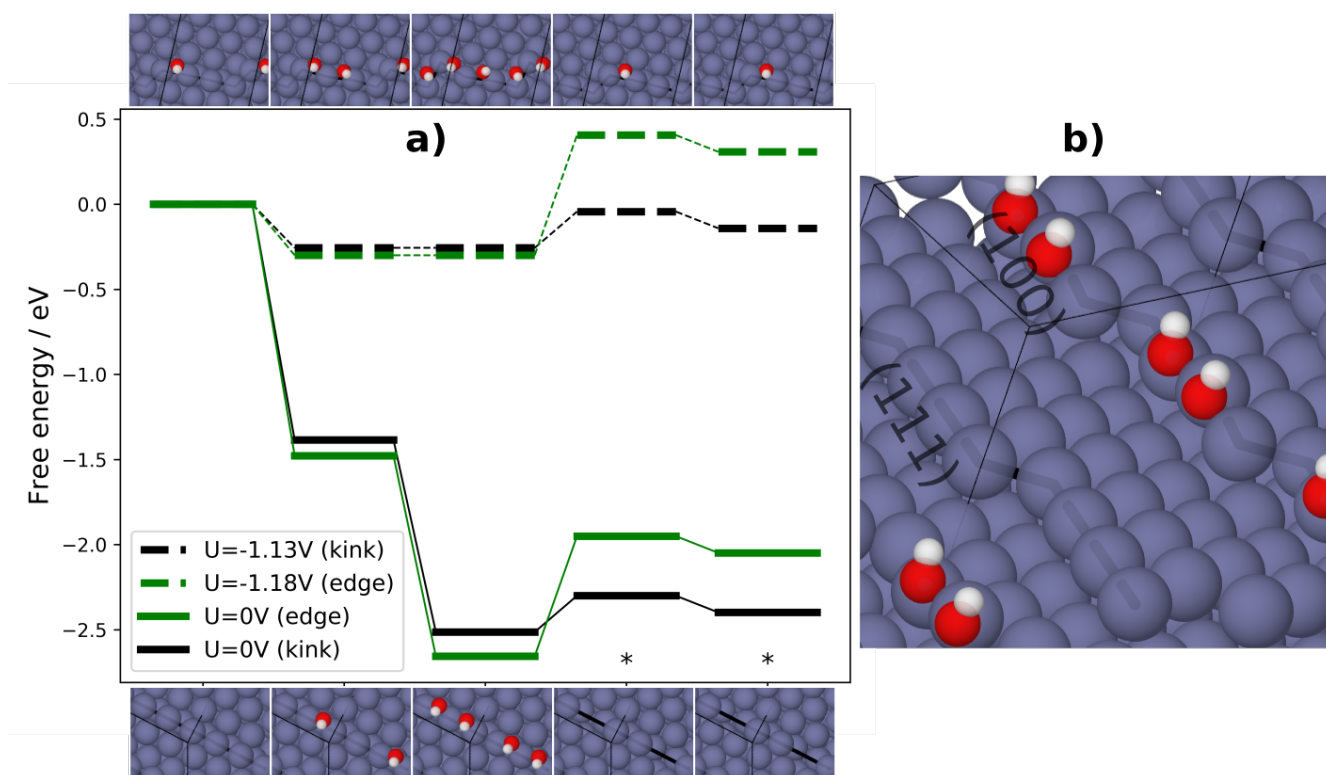 a)
b)
Free energy / eV
0.5
0.0
−0.5
−1.0
−1.5
−2.0
−2.5
U=-1.13V (kink)
U=-1.18V (edge)
U=0V (edge)
U=0V (kink)
*
*
(100)
(111)